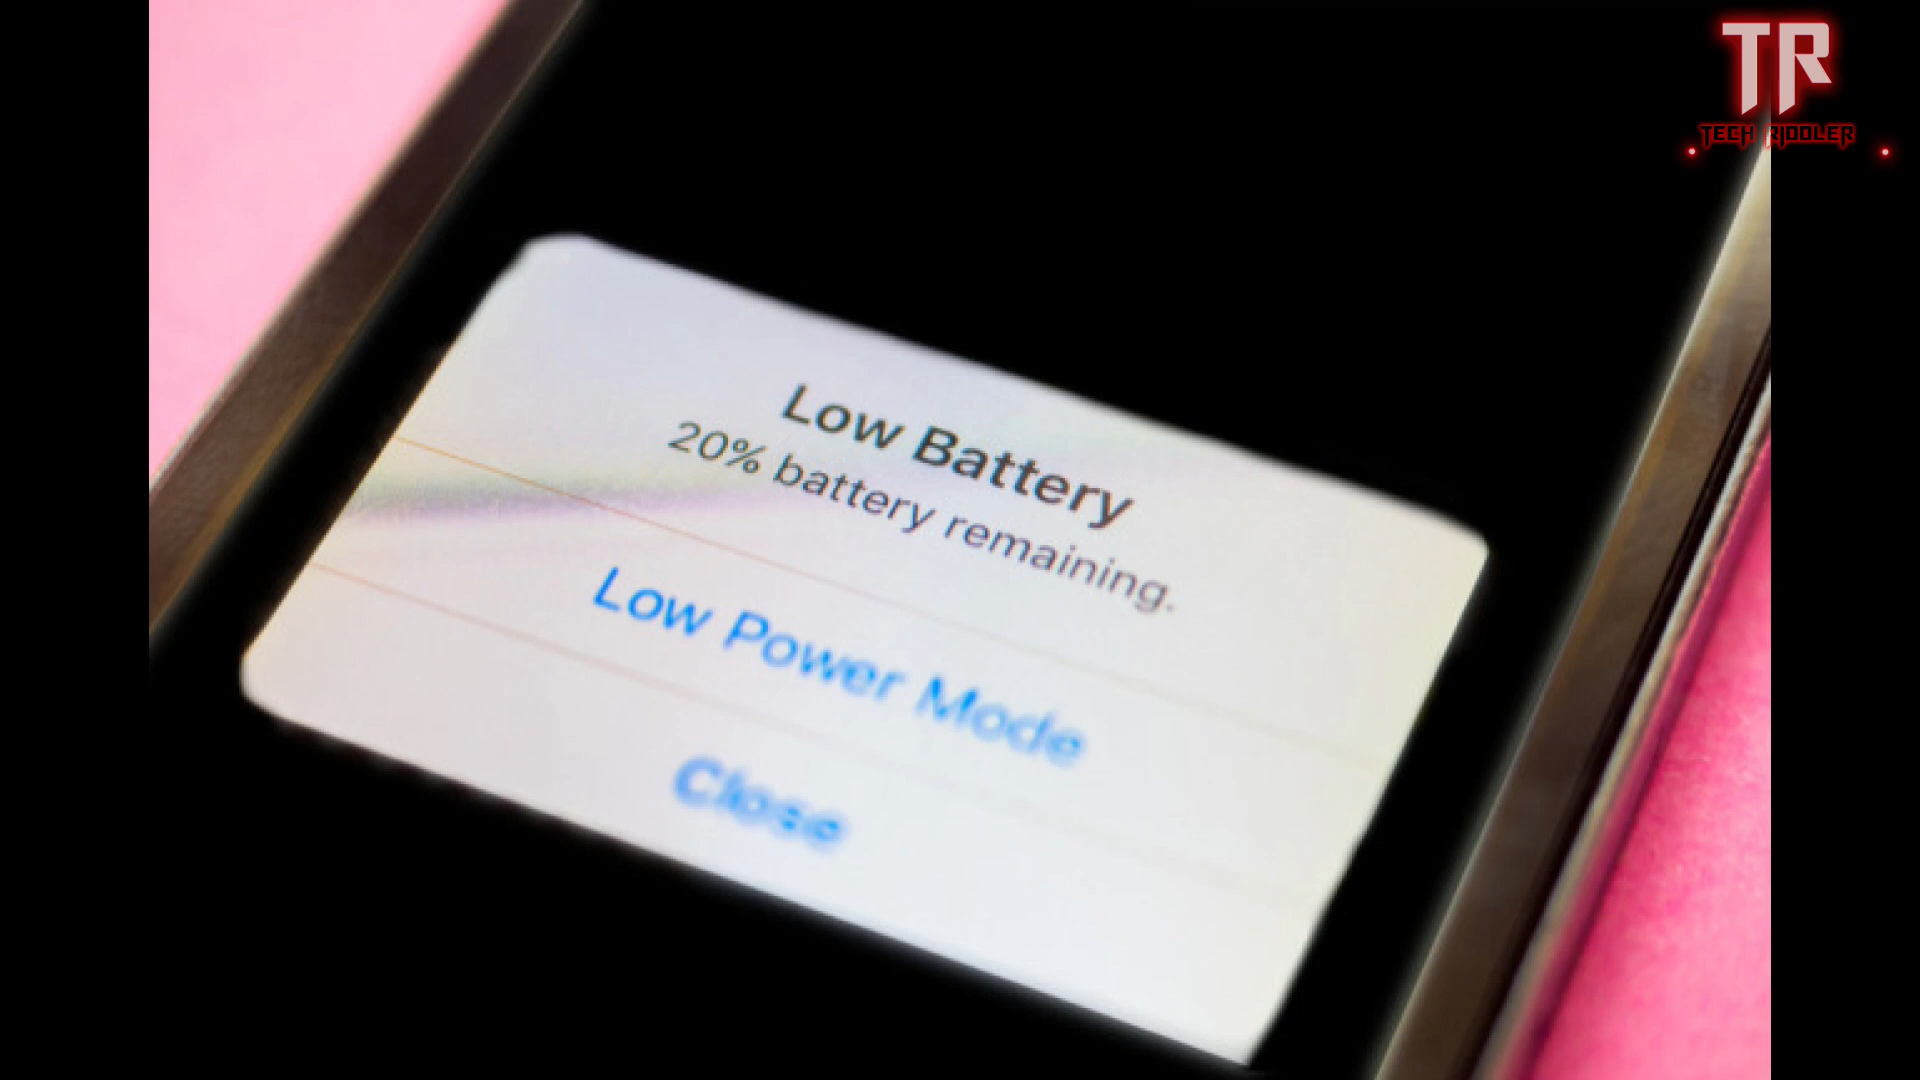 TR
TECH RIDDLER
Low Battery
20% battery remaining.
Low Power Mode
Close